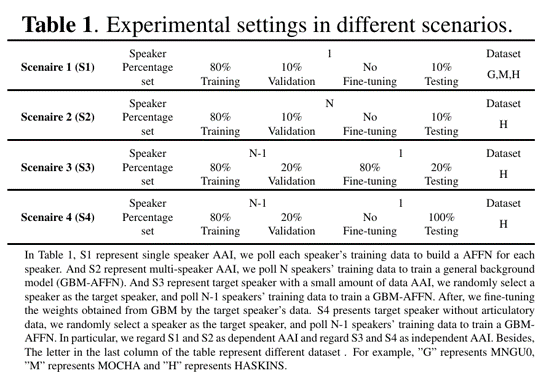 Table 1. Experimental settings in different scenarios.
Speaker 1 Dataset
Scenaire 1 (S1) Percentage 80% 10% No 10% G,M,H
set Training Validation Fine-tuning Testing
Speaker N Dataset
Scenaire 2 (S2) Percentage 80% 10% No 10% H
set Training Validation Fine-tuning Testing
Speaker N-1 1 Dataset
Scenaire 3 (S3) Percentage 80% 20% 80% 20% H
set Training Validation Fine-tuning Testing
Speaker N-1 1 Dataset
Scenaire 4 (S4) Percentage 80% 20% No 100% H
set Training Validation Fine-tuning Testing
In Table 1, S1 represent single speaker AAI, we poll each speaker's training data to build a AFFN for each
speaker. And S2 represent multi-speaker AAI, we poll N speakers' training data to train a general background
model (GBM-AFFN). And S3 represent target speaker with a small amount of data AAI, we randomly select a
speaker as the target speaker, and poll N-1 speakers' training data to train a GBM-AFFN. After, we fine-tuning
the weights obtained from GBM by the target speaker's data. S4 presents target speaker without articulatory
data, we randomly select a speaker as the target speaker, and poll N-1 speakers' training data to train a GBM-
AFFN. In particular, we regard S1 and S2 as dependent AAI and regard S3 and S4 as independent AAI. Besides,
The letter in the last column of the table represent different dataset . For example, "G" represents MNGU0,
"M" represents MOCHA and "H" represents HASKINS.